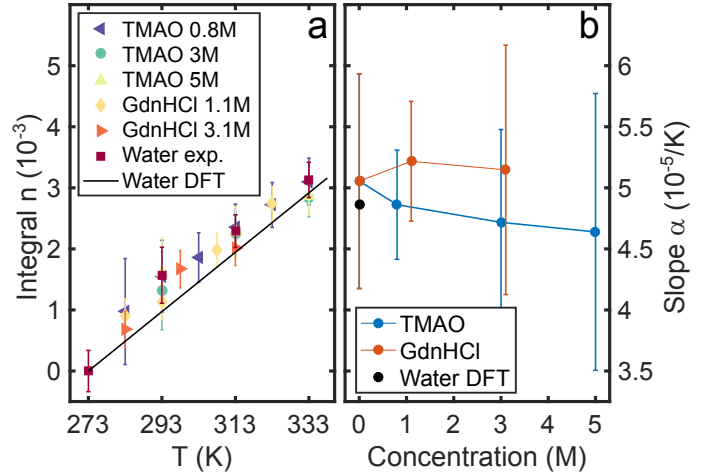 a
TMAO 0.8M
TMAO 3M
TMAO 5M
GdnHCl 1.1M
GdnHCl 3.1M
Water exp.
Water DFT
Integral n (10⁻³)
5
4
3
2
1
0
273
293
313
333
T (K)
b
TMAO
GdnHCl
Water DFT
0
1
2
3
4
5
Concentration (M)
6
5.5
5
4.5
4
3.5
Slope α (10⁻⁵/K)